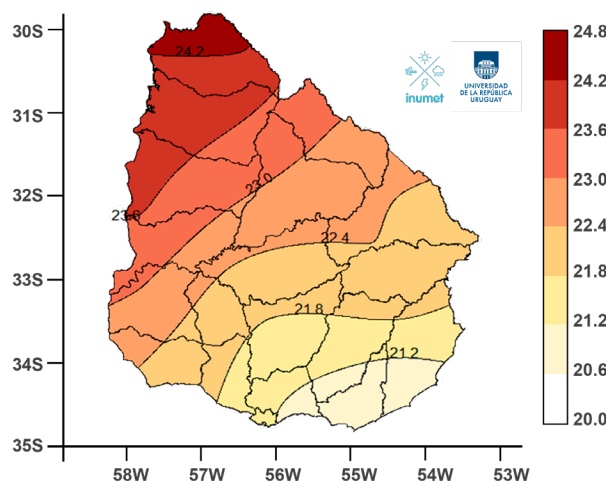 30S
31S
32S
33S
34S
35S
58W
57W
56W
55W
54W
53W
24.2
23.6
23.0
22.4
21.8
21.2
inumet
UNIVERSIDAD
DE LA REPÚBLICA
URUGUAY
24.8
24.2
23.6
23.0
22.4
21.8
21.2
20.6
20.0